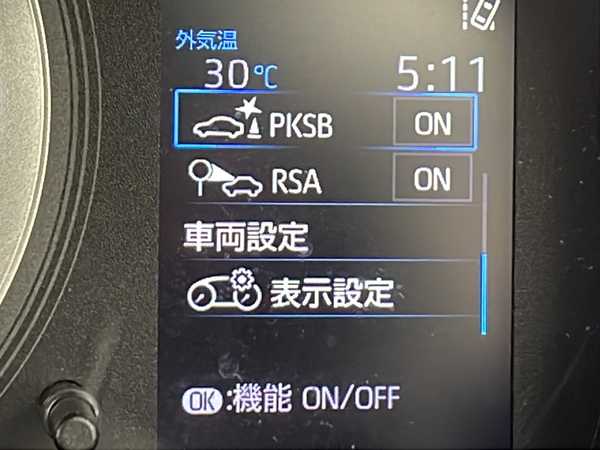 外気温
30℃ 5:11
PKSB ON
RSA ON
車両設定
表示設定
OK:機能 ON/OFF